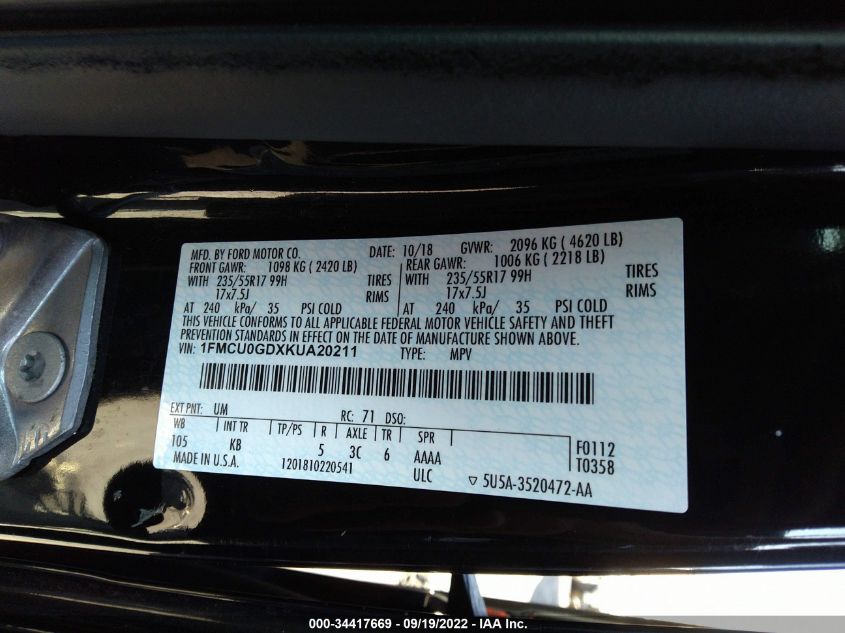 MFD. BY FORD MOTOR CO. DATE: 10/18 GVWR: 2096 KG ( 4620 LB)
FRONT GAWR: 1098 KG ( 2420 LB) REAR GAWR: 1006 KG ( 2218 LB)
WITH 235/55R17 99H TIRES WITH 235/55R17 99H TIRES
17x7.5J RIMS 17x7.5J RIMS
AT 240 kPa/ 35 PSI COLD AT 240 kPa/ 35 PSI COLD
THIS VEHICLE CONFORMS TO ALL APPLICABLE FEDERAL MOTOR VEHICLE SAFETY AND THEFT
PREVENTION STANDARDS IN EFFECT ON THE DATE OF MANUFACTURE SHOWN ABOVE.
VIN: 1FMCU0GDXKUA20211 TYPE: MPV
EXT PNT: UM RC: 71 DSO:
WB INT TR TP/PS R AXLE TR SPR
105 KB 5 3C 6 AAAA F0112
MADE IN U.S.A. 1201810220541 ULC T0358
5U5A-3520472-AA
000-34417669 - 09/19/2022 - IAA Inc.